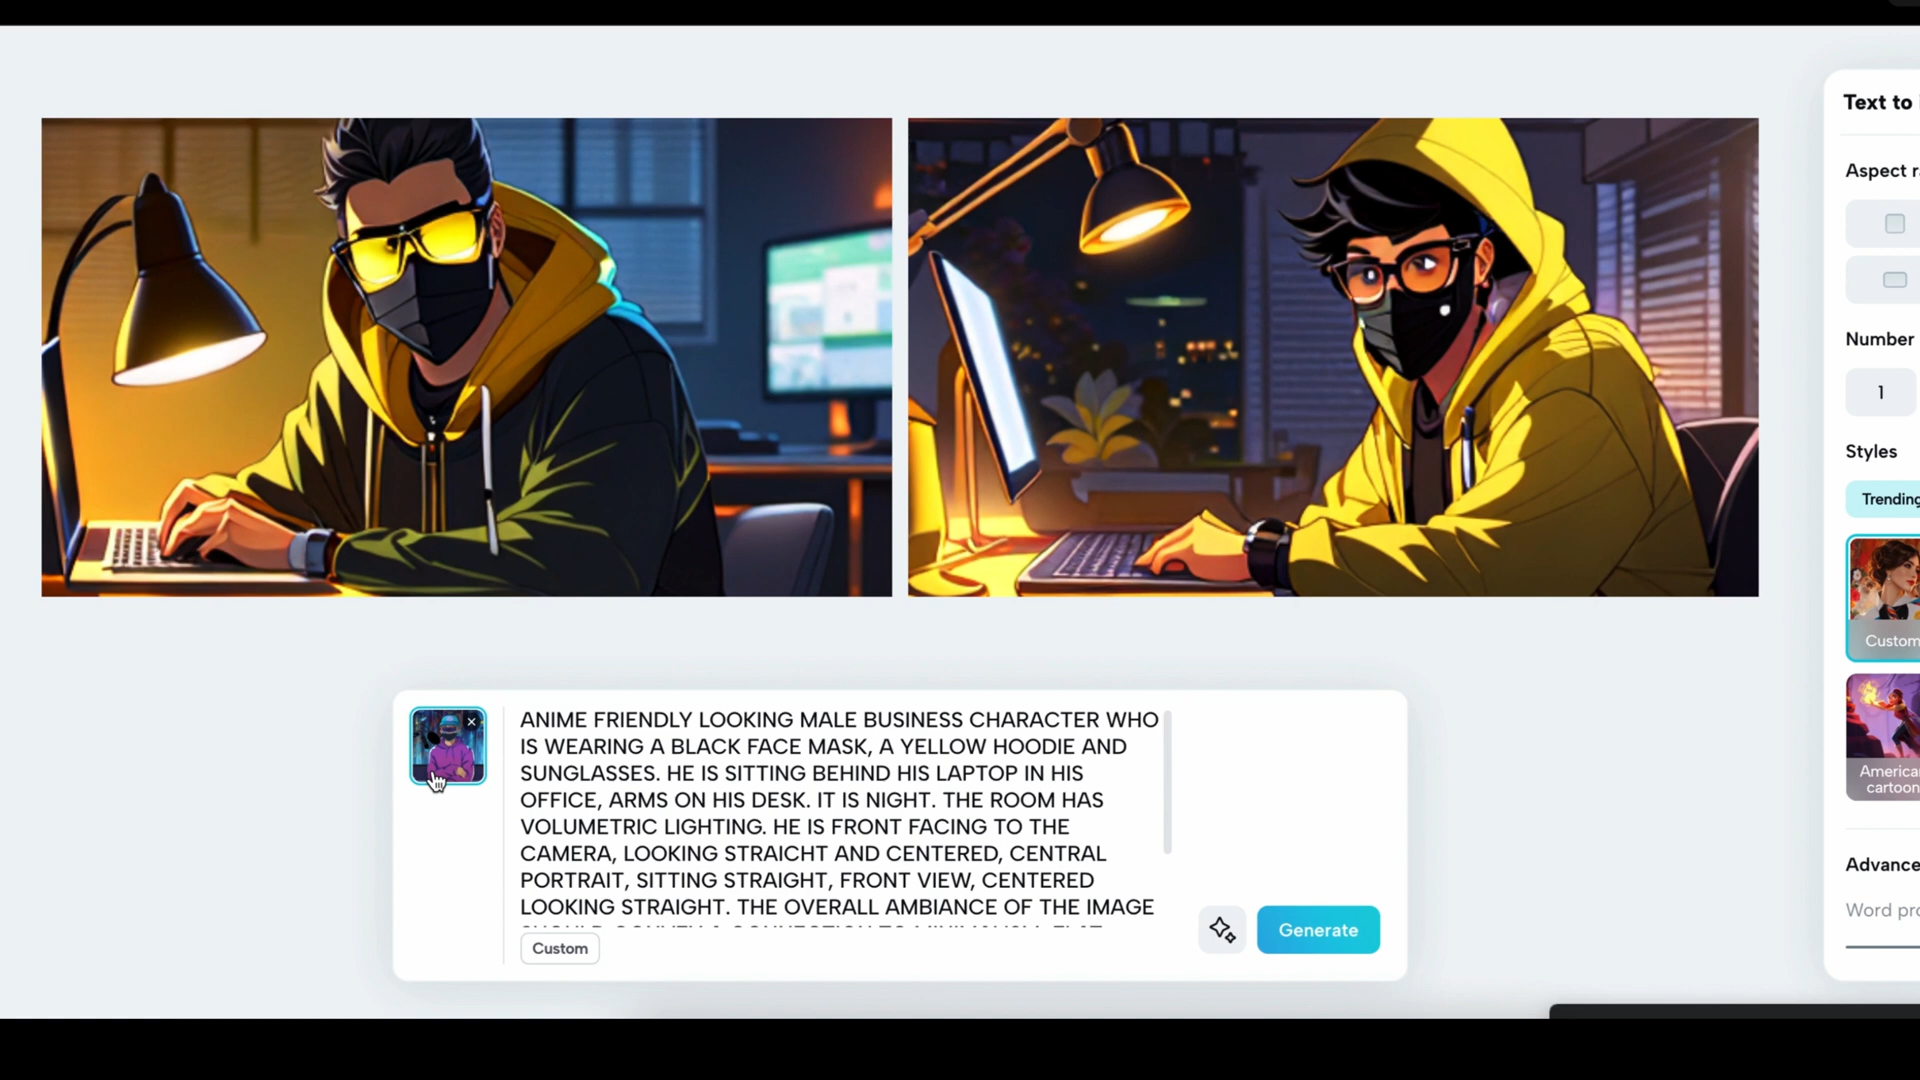 Text to
Aspect
Number
1
Styles
Trending
Custom
America
cartoon
ANIME FRIENDLY LOOKING MALE BUSINESS CHARACTER WHO
IS WEARING A BLACK FACE MASK, A YELLOW HOODIE AND
SUNGLASSES. HE IS SITTING BEHIND HIS LAPTOP IN HIS
OFFICE, ARMS ON HIS DESK. IT IS NIGHT. THE ROOM HAS
VOLUMETRIC LIGHTING. HE IS FRONT FACING TO THE
CAMERA, LOOKING STRAICHT AND CENTERED, CENTRAL
PORTRAIT, SITTING STRAIGHT, FRONT VIEW, CENTERED
LOOKING STRAIGHT. THE OVERALL AMBIANCE OF THE IMAGE
Custom
Generate
Advance
Word